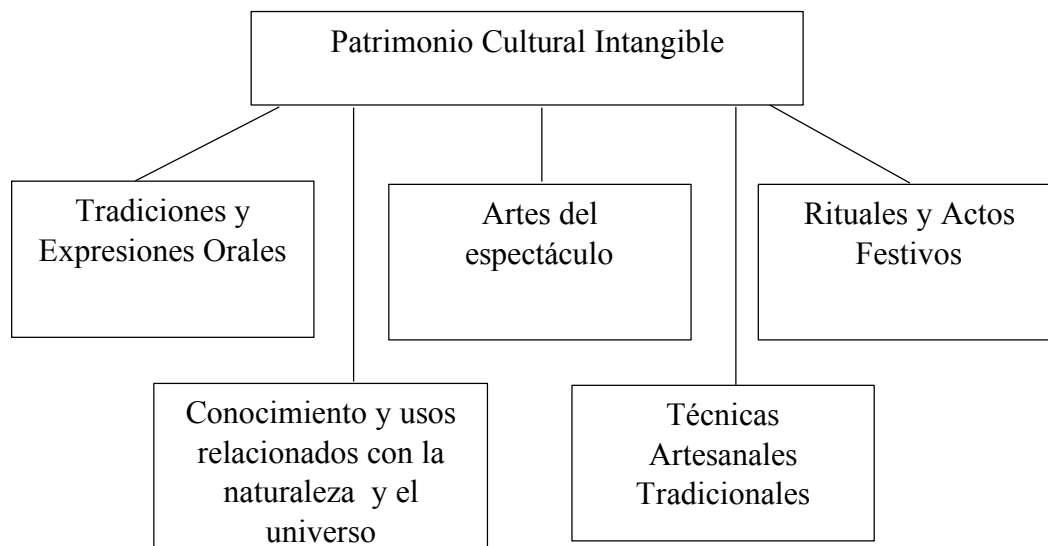 Patrimonio Cultural Intangible
Tradiciones y
Expresiones Orales
Artes del
espectáculo
Rituales y Actos
Festivos
Conocimiento y usos
relacionados con la
naturaleza y el
universo
Técnicas
Artesanales
Tradicionales